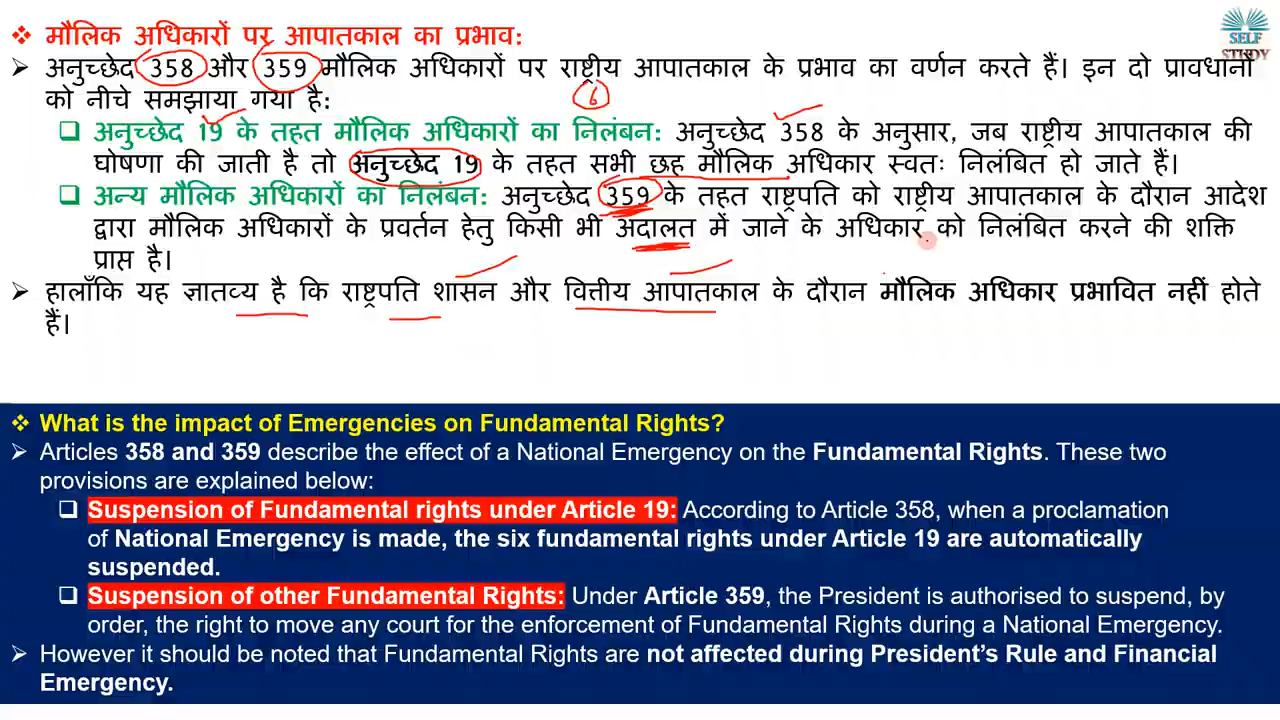 SELF
STUDY
❖ मौलिक अधिकारों पर आपातकाल का प्रभाव:
➢ अनुच्छेद 358 और 359 मौलिक अधिकारों पर राष्ट्रीय आपातकाल के प्रभाव का वर्णन करते हैं। इन दो प्रावधानों
को नीचे समझाया गया है:
6
❑ अनुच्छेद 19 के तहत मौलिक अधिकारों का निलंबन: अनुच्छेद 358 के अनुसार, जब राष्ट्रीय आपातकाल की
घोषणा की जाती है तो अनुच्छेद 19 के तहत सभी छह मौलिक अधिकार स्वतः निलंबित हो जाते हैं।
❑ अन्य मौलिक अधिकारों का निलंबन: अनुच्छेद 359 के तहत राष्ट्रपति को राष्ट्रीय आपातकाल के दौरान आदेश
द्वारा मौलिक अधिकारों के प्रवर्तन हेतु किसी भी अदालत में जाने के अधिकार को निलंबित करने की शक्ति
प्राप्त है।
➢ हालाँकि यह ज्ञातव्य है कि राष्ट्रपति शासन और वित्तीय आपातकाल के दौरान मौलिक अधिकार प्रभावित नहीं होते
हैं।
❖ What is the impact of Emergencies on Fundamental Rights?
➢ Articles 358 and 359 describe the effect of a National Emergency on the Fundamental Rights. These two
provisions are explained below:
❑ Suspension of Fundamental rights under Article 19: According to Article 358, when a proclamation
of National Emergency is made, the six fundamental rights under Article 19 are automatically
suspended.
❑ Suspension of other Fundamental Rights: Under Article 359, the President is authorised to suspend, by
order, the right to move any court for the enforcement of Fundamental Rights during a National Emergency.
➢ However it should be noted that Fundamental Rights are not affected during President's Rule and Financial
Emergency.